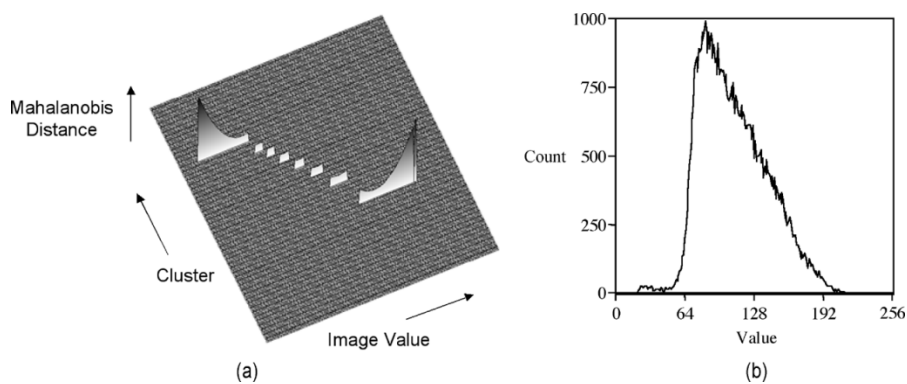 Mahalanobis
Distance
Cluster
Image Value
(a)
1000
750
Count
500
250
0
0 64 128 192 256
Value
(b)